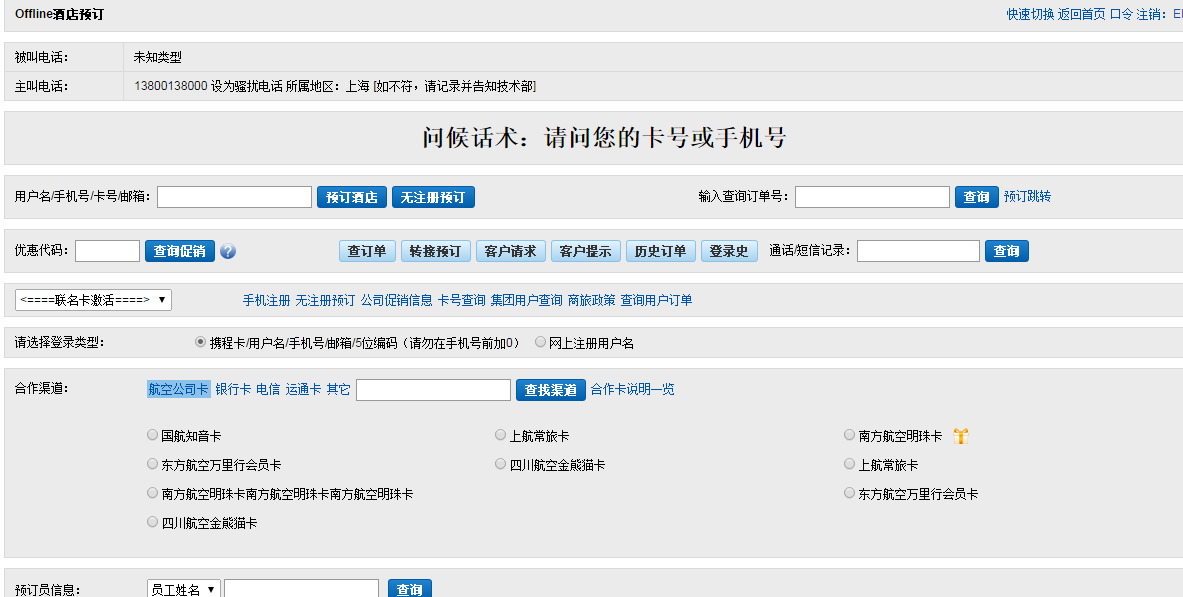 Offline酒店预订 快速切换 返回首页 口令 注销：
被叫电话： 未知类型
主叫电话： 13800138000 设为骚扰电话 所属地区：上海 [如不符，请记录并告知技术部]
问候话术：请问您的卡号或手机号
用户名/手机号/卡号/邮箱： 预订酒店 无注册预订 输入查询订单号： 查询 预订跳转
优惠代码： 查询促销 ? 查订单 转接预订 客户请求 客户提示 历史订单 登录史 通话/短信记录： 查询
<====联名卡激活====> 手机注册 无注册预订 公司促销信息 卡号查询 集团用户查询 商旅政策 查询用户订单
请选择登录类型： 携程卡/用户名/手机号/邮箱/5位编码（请勿在手机号前加0） 网上注册用户名
合作渠道： 航空公司卡 银行卡 电信 运通卡 其它 查找渠道 合作卡说明一览
国航知音卡 上航常旅卡 南方航空明珠卡
东方航空万里行会员卡 四川航空金熊猫卡 上航常旅卡
南方航空明珠卡南方航空明珠卡南方航空明珠卡 东方航空万里行会员卡
四川航空金熊猫卡
预订员信息： 员工姓名 查询